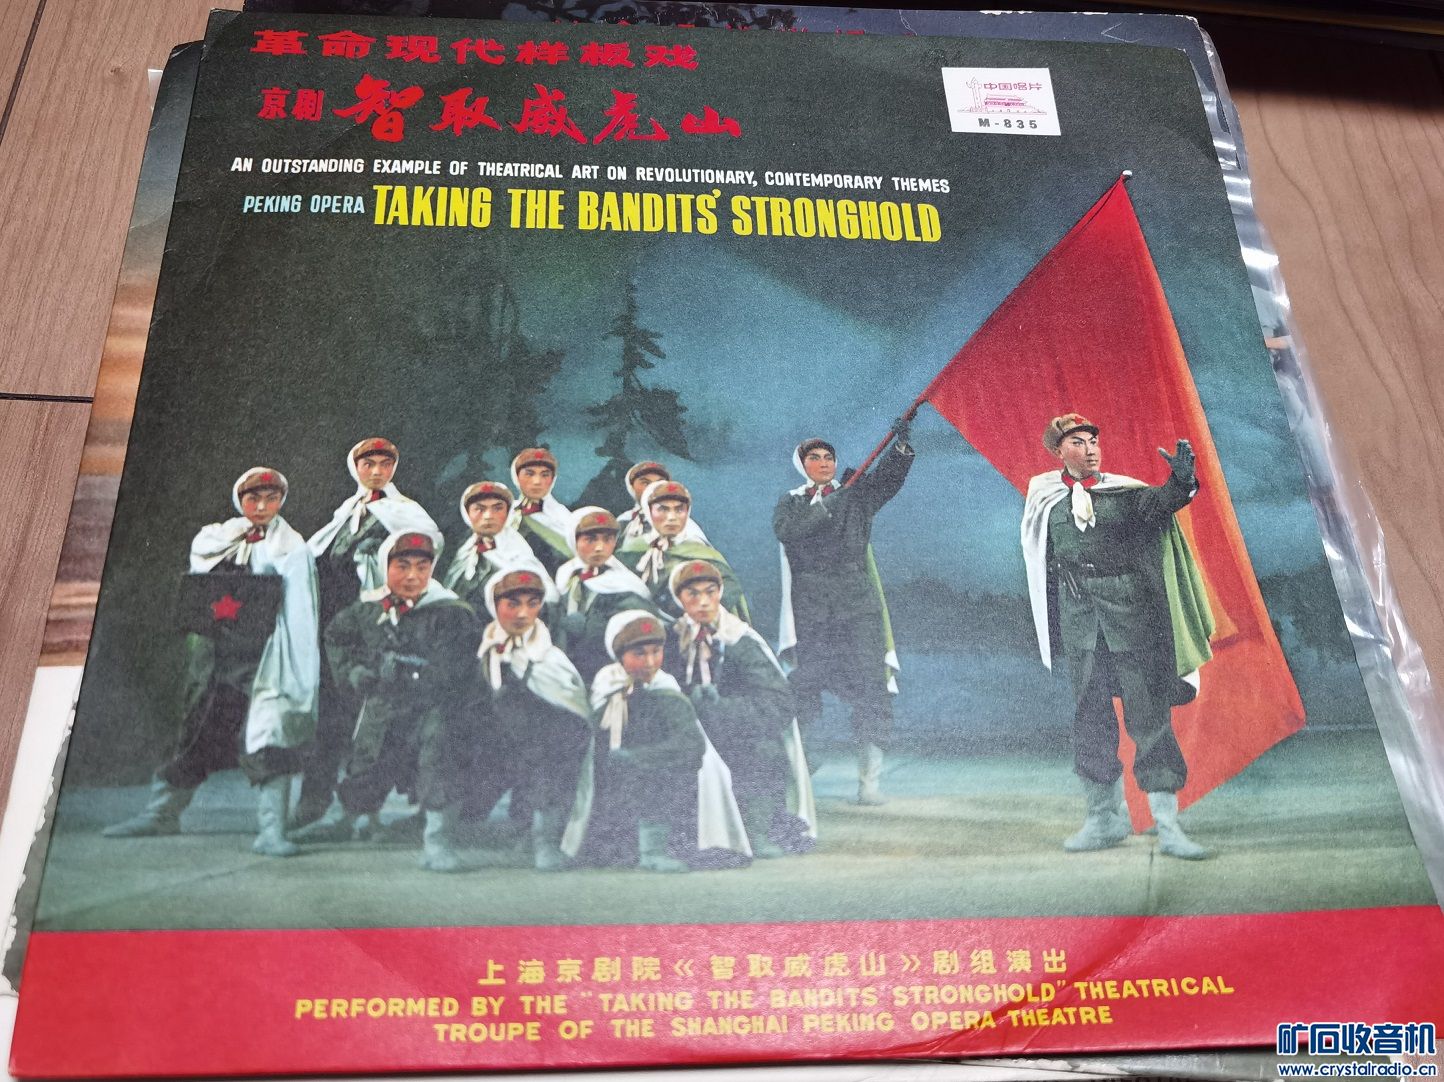 革命现代样板戏
京剧 智取威虎山
中国唱片
M-835
AN OUTSTANDING EXAMPLE OF THEATRICAL ART ON REVOLUTIONARY, CONTEMPORARY THEMES
PEKING OPERA TAKING THE BANDITS' STRONGHOLD
上海京剧院《智取威虎山》剧组演出
PERFORMED BY THE "TAKING THE BANDITS' STRONGHOLD" THEATRICAL
TROUPE OF THE SHANGHAI PEKING OPERA THEATRE
矿石收音机
www.crystalradio.cn